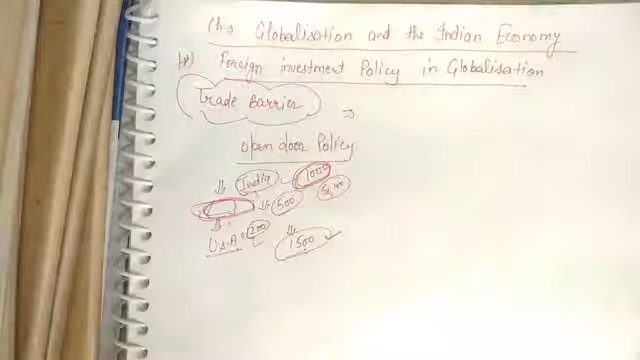 Ch-3 Globalisation and the Indian Economy
Foreign investment Policy in Globalisation
Trade Barrier ⇒
open door Policy
India 1000
500
U.S.A 200
1500